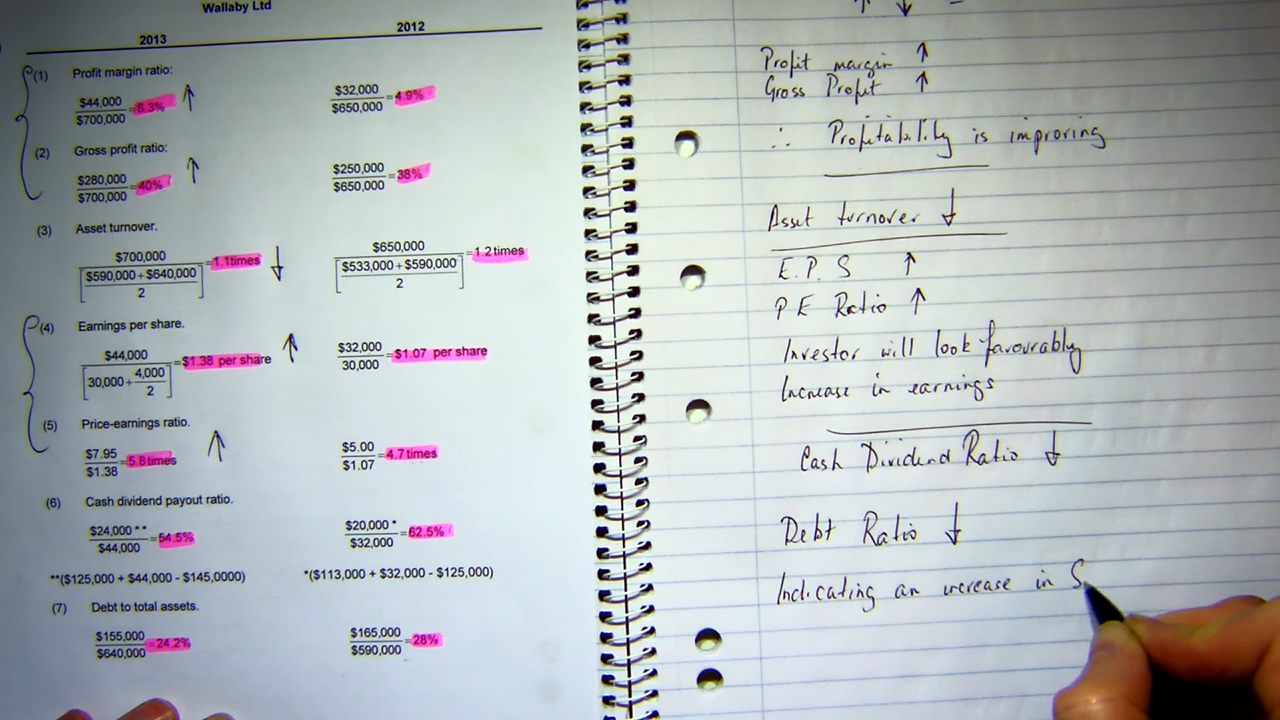 Wallaby Ltd
2013 2012
(1) Profit margin ratio:
$44,000 = 6.3% ↑ $32,000 = 4.9%
$700,000 $650,000
(2) Gross profit ratio:
$280,000 = 40% ↑ $250,000 = 38%
$700,000 $650,000
(3) Asset turnover.
$700,000 = 1.1times ↓ $650,000 = 1.2times
[$590,000 + $640,000] [$533,000 + $590,000]
2 2
(4) Earnings per share.
$44,000 = $1.38 per share ↑ $32,000 = $1.07 per share
[30,000 + 4,000] 30,000
2
(5) Price-earnings ratio.
$7.95 = 5.8times ↑ $5.00 = 4.7times
$1.38 $1.07
(6) Cash dividend payout ratio.
$24,000 ** = 54.5% $20,000 * = 62.5%
$44,000 $32,000
**($125,000 + $44,000 - $145,0000) *($113,000 + $32,000 - $125,000)
(7) Debt to total assets.
$155,000 = 24.2% $165,000 = 28%
$640,000 $590,000
Profit margin ↑
Gross Profit ↑
∴ Profitability is improving
Asset turnover ↓
E.P.S ↑
PE Ratio ↑
Investor will look favourably
Increase in earnings
Cash Dividend Ratio ↓
Debt Ratio ↓
Indicating an increase in S